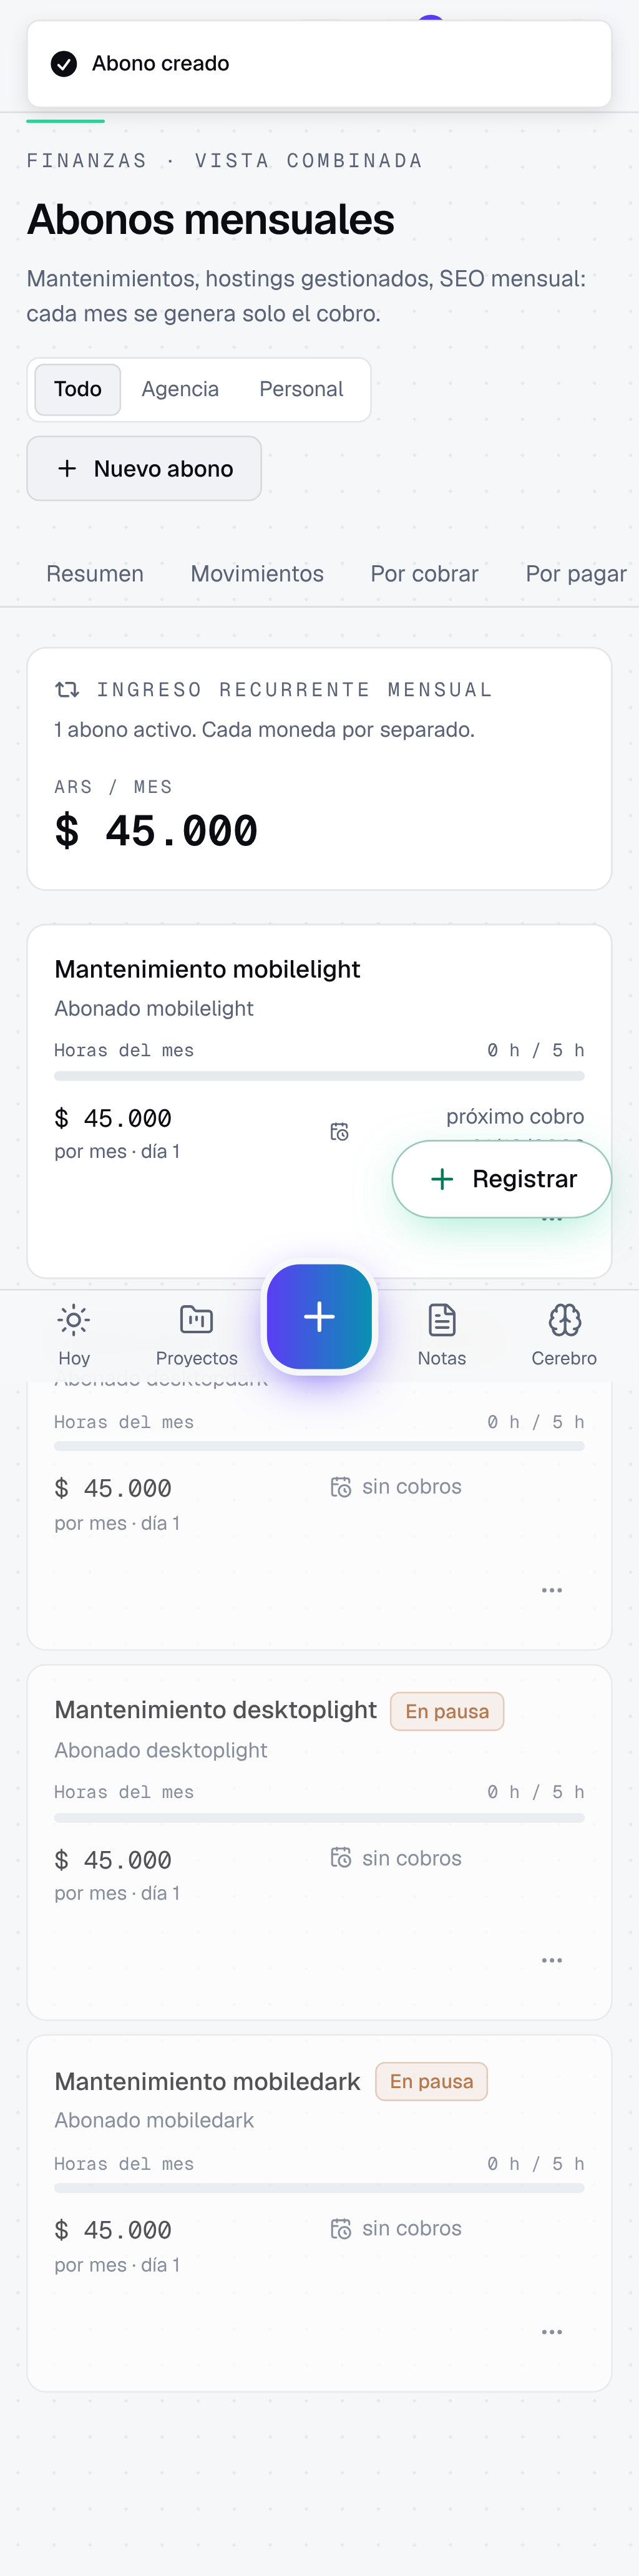 Abono creado
FINANZAS · VISTA COMBINADA
Abonos mensuales
Mantenimientos, hostings gestionados, SEO mensual:
cada mes se genera solo el cobro.
Todo Agencia Personal
+ Nuevo abono
Resumen Movimientos Por cobrar Por pagar
INGRESO RECURRENTE MENSUAL
1 abono activo. Cada moneda por separado.
ARS / MES
$ 45.000
Mantenimiento mobilelight
Abonado mobilelight
Horas del mes 0 h / 5 h
$ 45.000
por mes · día 1
próximo cobro
+ Registrar
Hoy Proyectos Notas Cerebro
Abonado desktopdark
Horas del mes 0 h / 5 h
$ 45.000 sin cobros
por mes · día 1
Mantenimiento desktoplight En pausa
Abonado desktoplight
Horas del mes 0 h / 5 h
$ 45.000 sin cobros
por mes · día 1
Mantenimiento mobiledark En pausa
Abonado mobiledark
Horas del mes 0 h / 5 h
$ 45.000 sin cobros
por mes · día 1